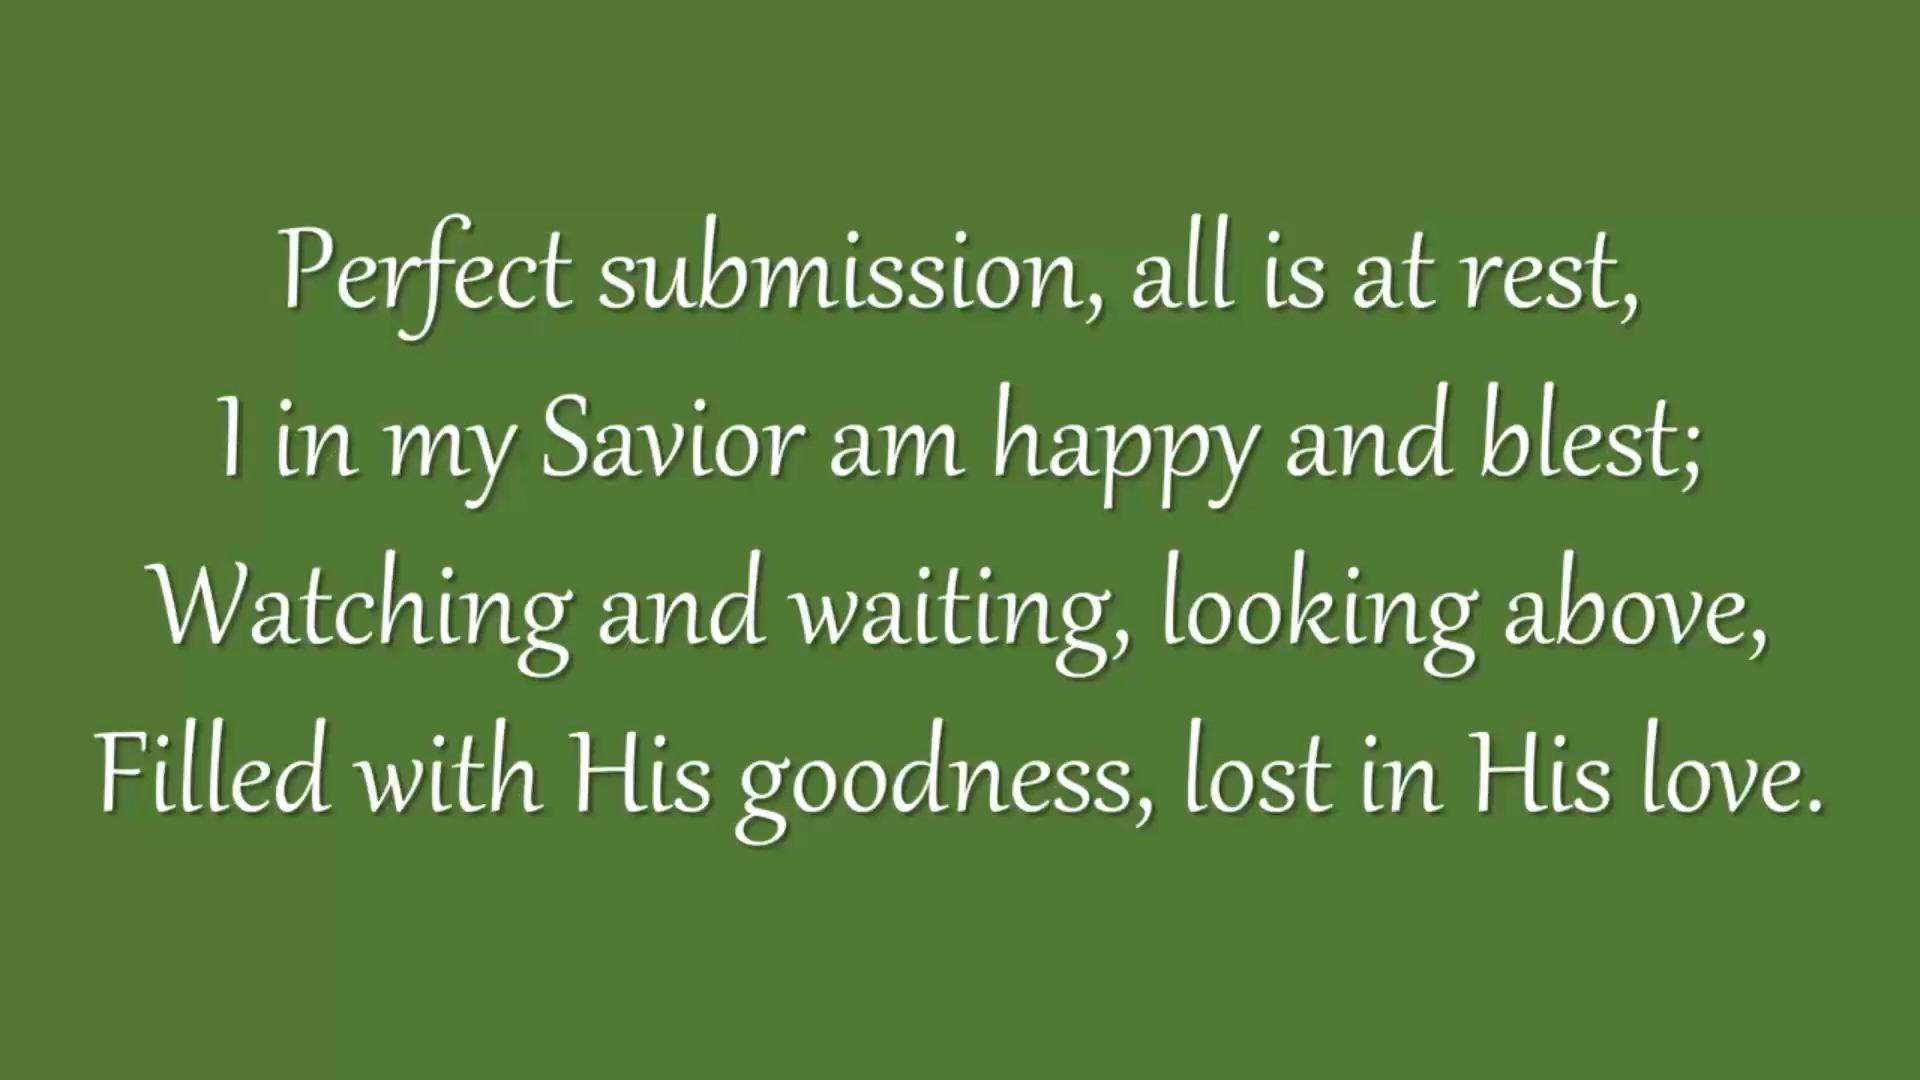 Perfect submission, all is at rest,
I in my Savior am happy and blest;
Watching and waiting, looking above,
Filled with His goodness, lost in His love.